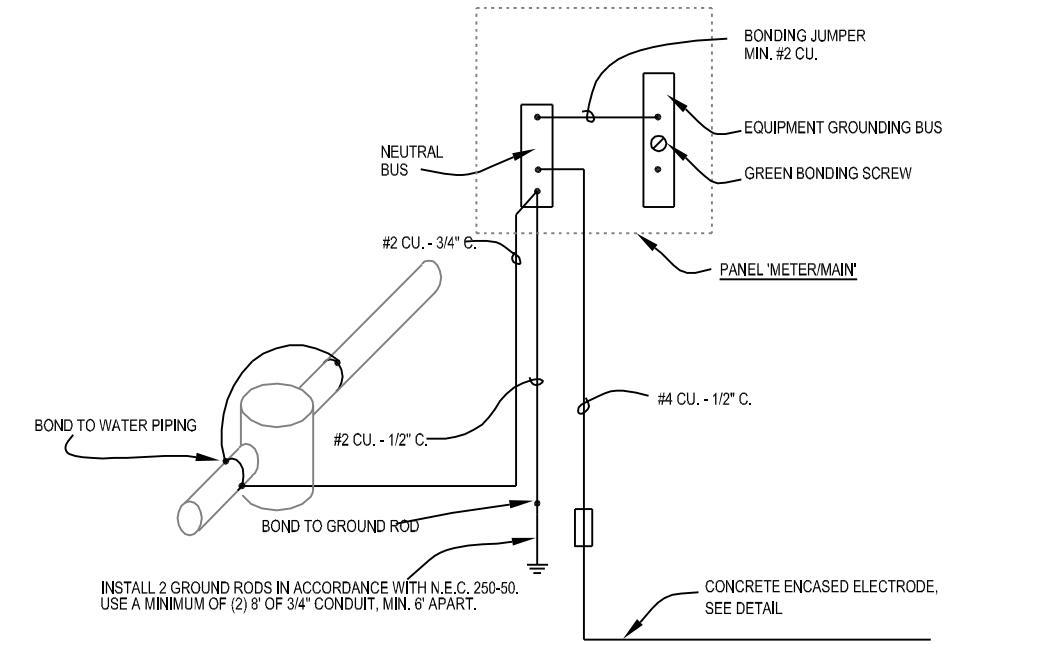 BONDING JUMPER
MIN. #2 CU.
EQUIPMENT GROUNDING BUS
NEUTRAL
BUS
GREEN BONDING SCREW
#2 CU. - 3/4" C.
PANEL 'METER/MAIN'
#4 CU. - 1/2" C.
BOND TO WATER PIPING
#2 CU. - 1/2" C.
BOND TO GROUND ROD
INSTALL 2 GROUND RODS IN ACCORDANCE WITH N.E.C. 250-50.
USE A MINIMUM OF (2) 8' OF 3/4" CONDUIT, MIN. 6' APART.
CONCRETE ENCASED ELECTRODE,
SEE DETAIL